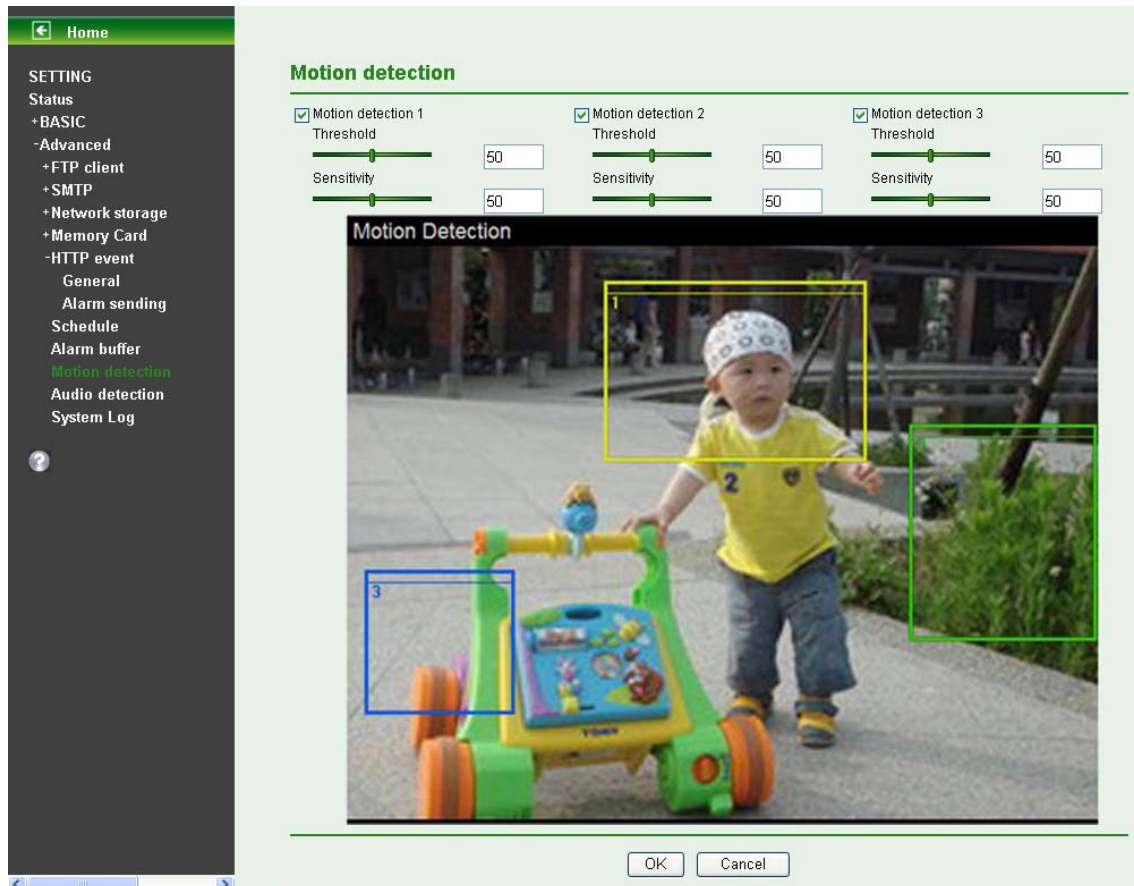 Home
SETTING
Status
+BASIC
-Advanced
+FTP client
+SMTP
+Network storage
+Memory Card
-HTTP event
General
Alarm sending
Schedule
Alarm buffer
Motion detection
Audio detection
System Log
?
Motion detection
Motion detection 1
Threshold
50
Sensitivity
50
Motion detection 2
Threshold
50
Sensitivity
50
Motion detection 3
Threshold
50
Sensitivity
50
Motion Detection
1
2
3
TOMY
OK
Cancel